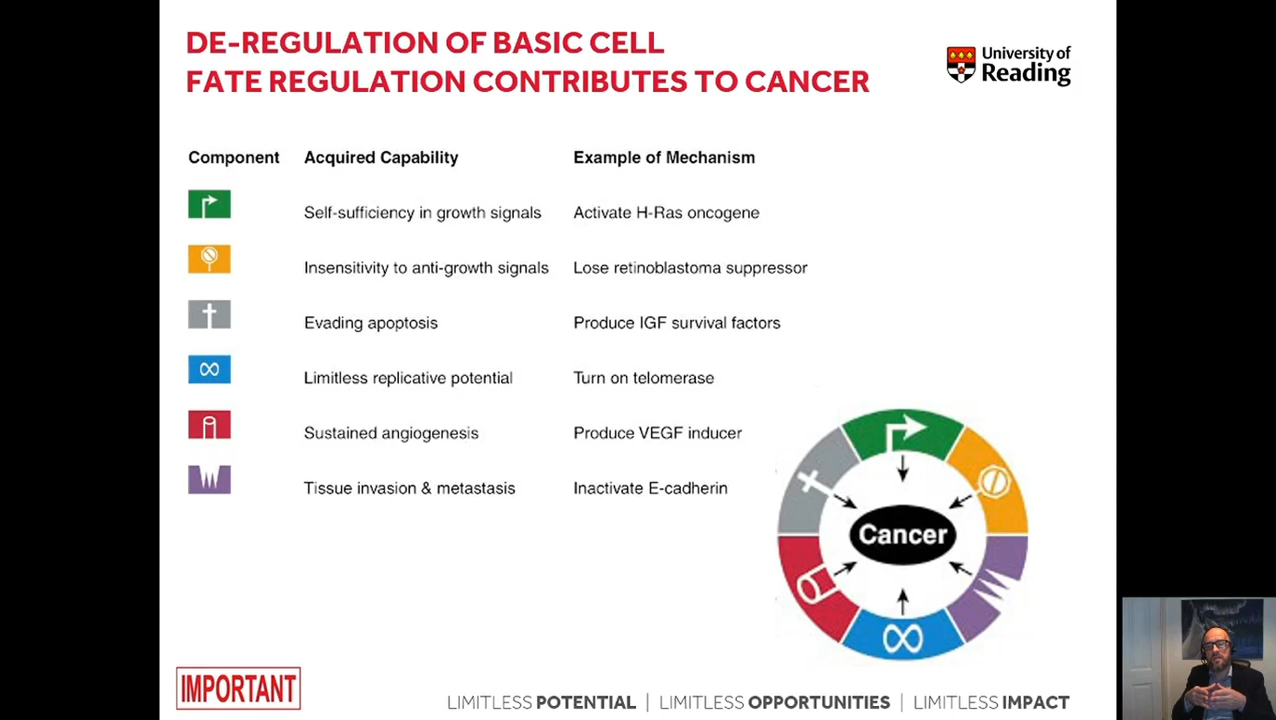 DE-REGULATION OF BASIC CELL
FATE REGULATION CONTRIBUTES TO CANCER
University of
Reading
Component Acquired Capability Example of Mechanism
Self-sufficiency in growth signals Activate H-Ras oncogene
Insensitivity to anti-growth signals Lose retinoblastoma suppressor
Evading apoptosis Produce IGF survival factors
Limitless replicative potential Turn on telomerase
Sustained angiogenesis Produce VEGF inducer
Tissue invasion & metastasis Inactivate E-cadherin
Cancer
IMPORTANT
LIMITLESS POTENTIAL | LIMITLESS OPPORTUNITIES | LIMITLESS IMPACT